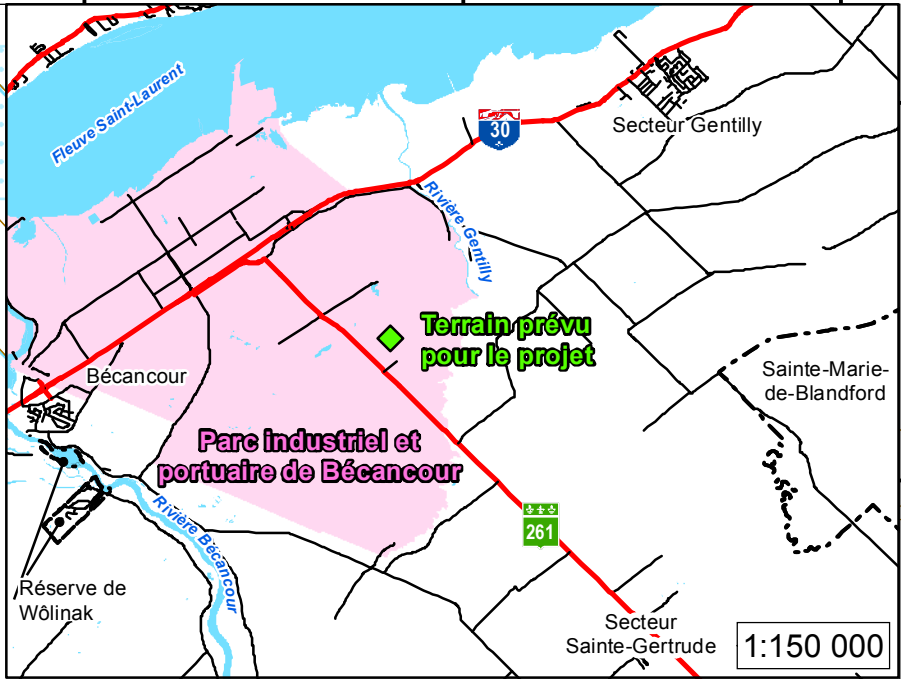 Fleuve Saint-Laurent
30
Secteur Gentilly
Rivière Gentilly
Terrain prévu
pour le projet
Bécancour
Sainte-Marie-
de-Blandford
Parc industriel et
portuaire de Bécancour
Rivière Bécancour
261
Réserve de
Wôlinak
Secteur
Sainte-Gertrude
1:150 000